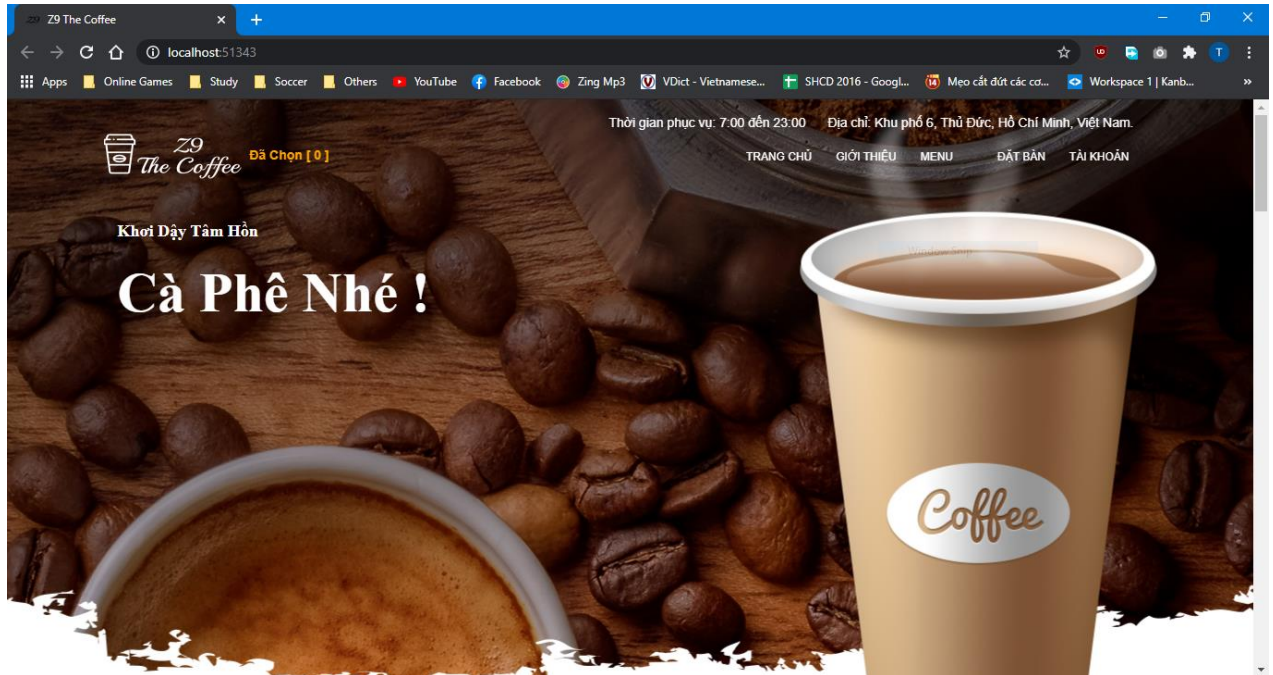 Z9 The Coffee
localhost:51343
Apps Online Games Study Soccer Others YouTube Facebook Zing Mp3 VDict - Vietnamese... SHCD 2016 - Googl... Mẹo cắt đứt các cơ... Workspace 1 | Kanb... »
Thời gian phục vụ: 7:00 đến 23:00 Địa chỉ: Khu phố 6, Thủ Đức, Hồ Chí Minh, Việt Nam.
Z9
The Coffee
Đã Chọn [ 0 ]
TRANG CHỦ GIỚI THIỆU MENU ĐẶT BÀN TÀI KHOẢN
Khơi Dậy Tâm Hồn
Window Snip
Cà Phê Nhé !
Coffee